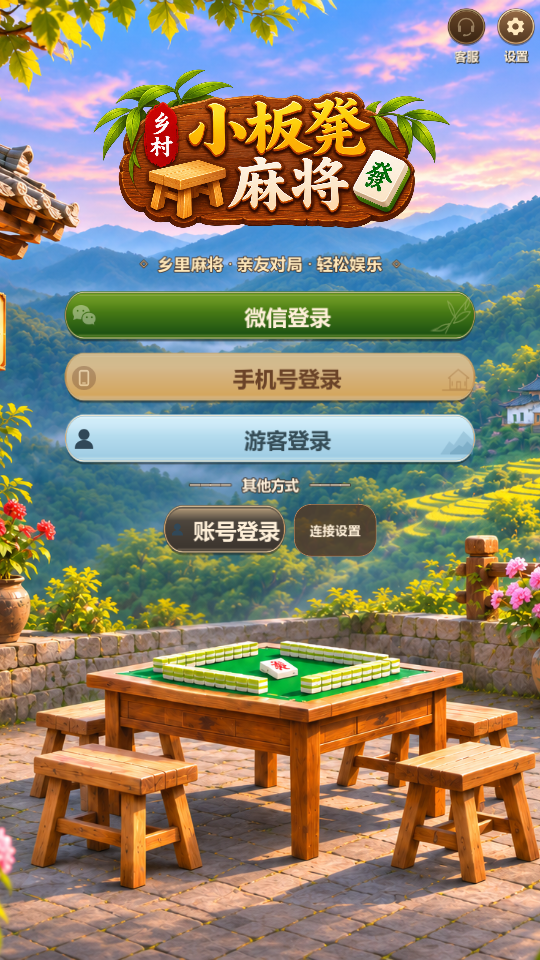 客服
设置
乡村
小板凳
麻将
發
乡里麻将·亲友对局·轻松娱乐
微信登录
手机号登录
游客登录
其他方式
账号登录
连接设置